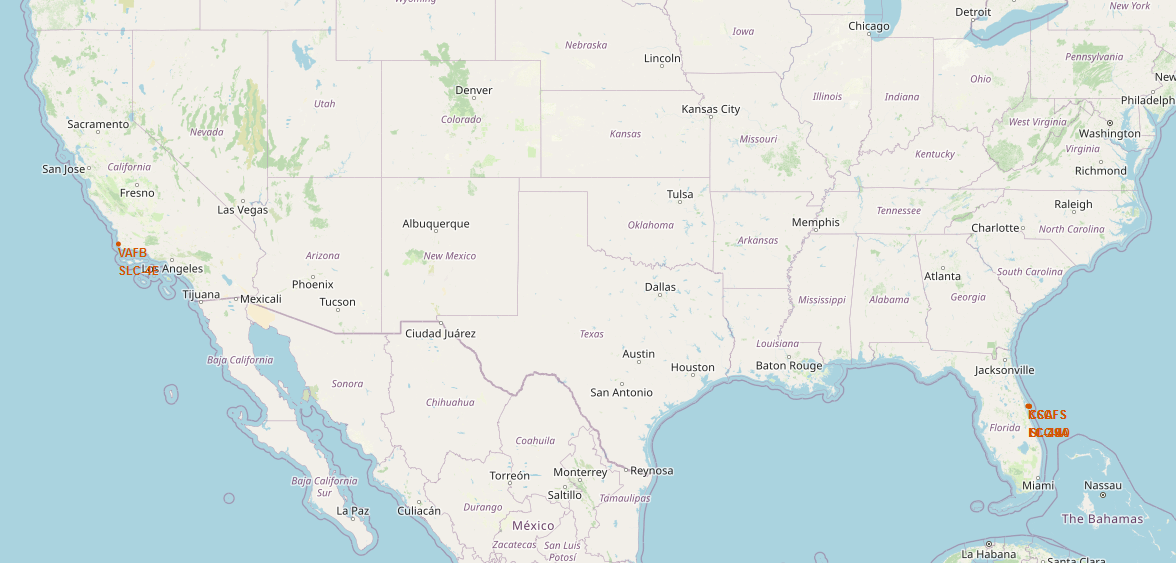 Wyoming
Detroit
New York
Chicago
Iowa
Nebraska
Lincoln
Pennsylvania
New
Ohio
Denver
Utah
Illinois
Indiana
Philadelph
Kansas City
Colorado
Sacramento
Nevada
Kansas
Missouri
West Virginia
Washington
California
San Jose
Kentucky
Virginia
Richmond
Fresno
Las Vegas
Tulsa
Raleigh
Albuquerque
Oklahoma
Memphis
Tennessee
Charlotte
North Carolina
VAFB
SLC-4E
Los Angeles
Arizona
New Mexico
Arkansas
Atlanta
South Carolina
Phoenix
Tijuana
Mexicali
Tucson
Dallas
Mississippi
Alabama
Georgia
Ciudad Juárez
Texas
Louisiana
Austin
Houston
Baton Rouge
Jacksonville
Baja California
Sonora
San Antonio
Chihuahua
Florida
Coahuila
Torreón
Monterrey
Reynosa
Baja California
Sur
Saltillo
Tamaulipas
Miami
Nassau
La Paz
Culiacán
Durango
México
The Bahamas
Zacatecas
San Luis
Potosí
La Habana
Santa Clara